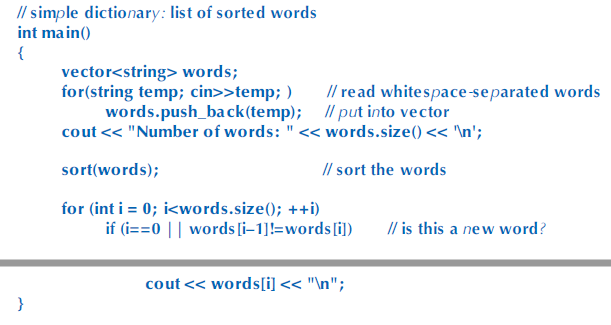 // simple dictionary: list of sorted words
int main()
{
vector<string> words;
for(string temp; cin>>temp; ) // read whitespace-separated words
words.push_back(temp); // put into vector
cout << "Number of words: " << words.size() << '\n';
sort(words); // sort the words
for (int i = 0; i<words.size(); ++i)
if (i==0 || words[i–1]!=words[i]) // is this a new word?
cout << words[i] << "\n";
}